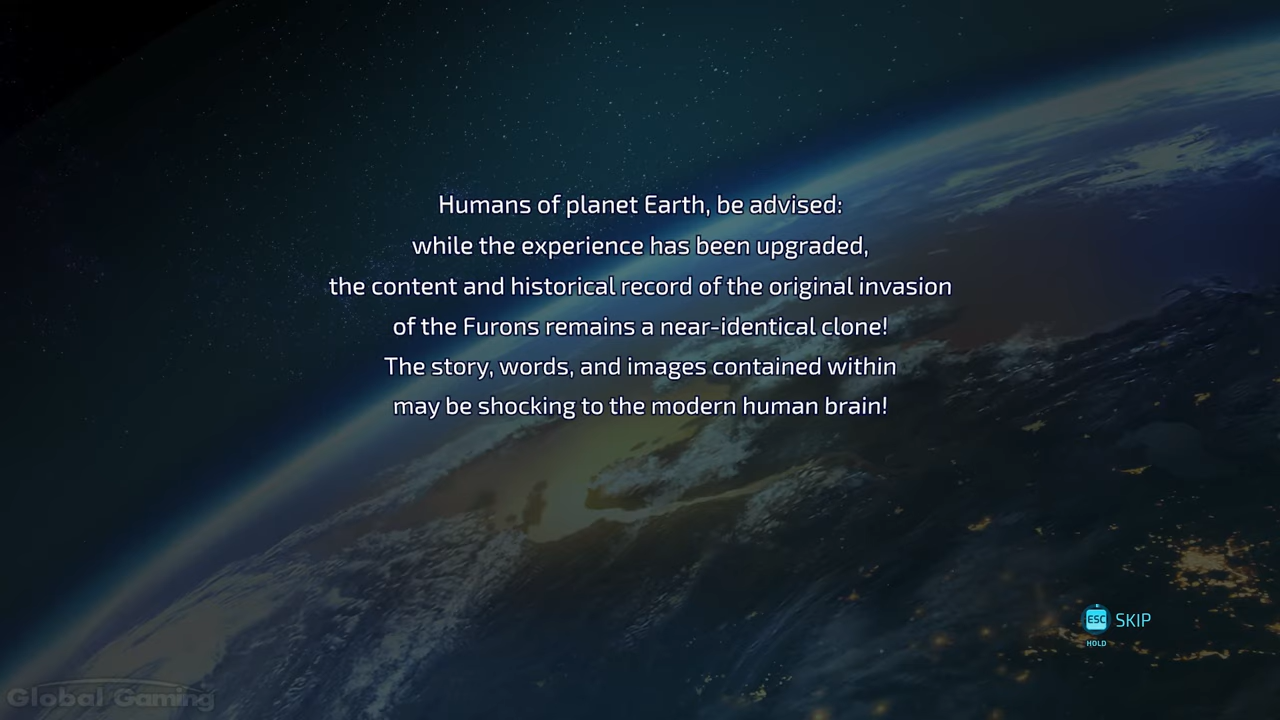 Humans of planet Earth, be advised:
while the experience has been upgraded,
the content and historical record of the original invasion
of the Furons remains a near-identical clone!
The story, words, and images contained within
may be shocking to the modern human brain!
ESC SKIP
HOLD
Global Gaming